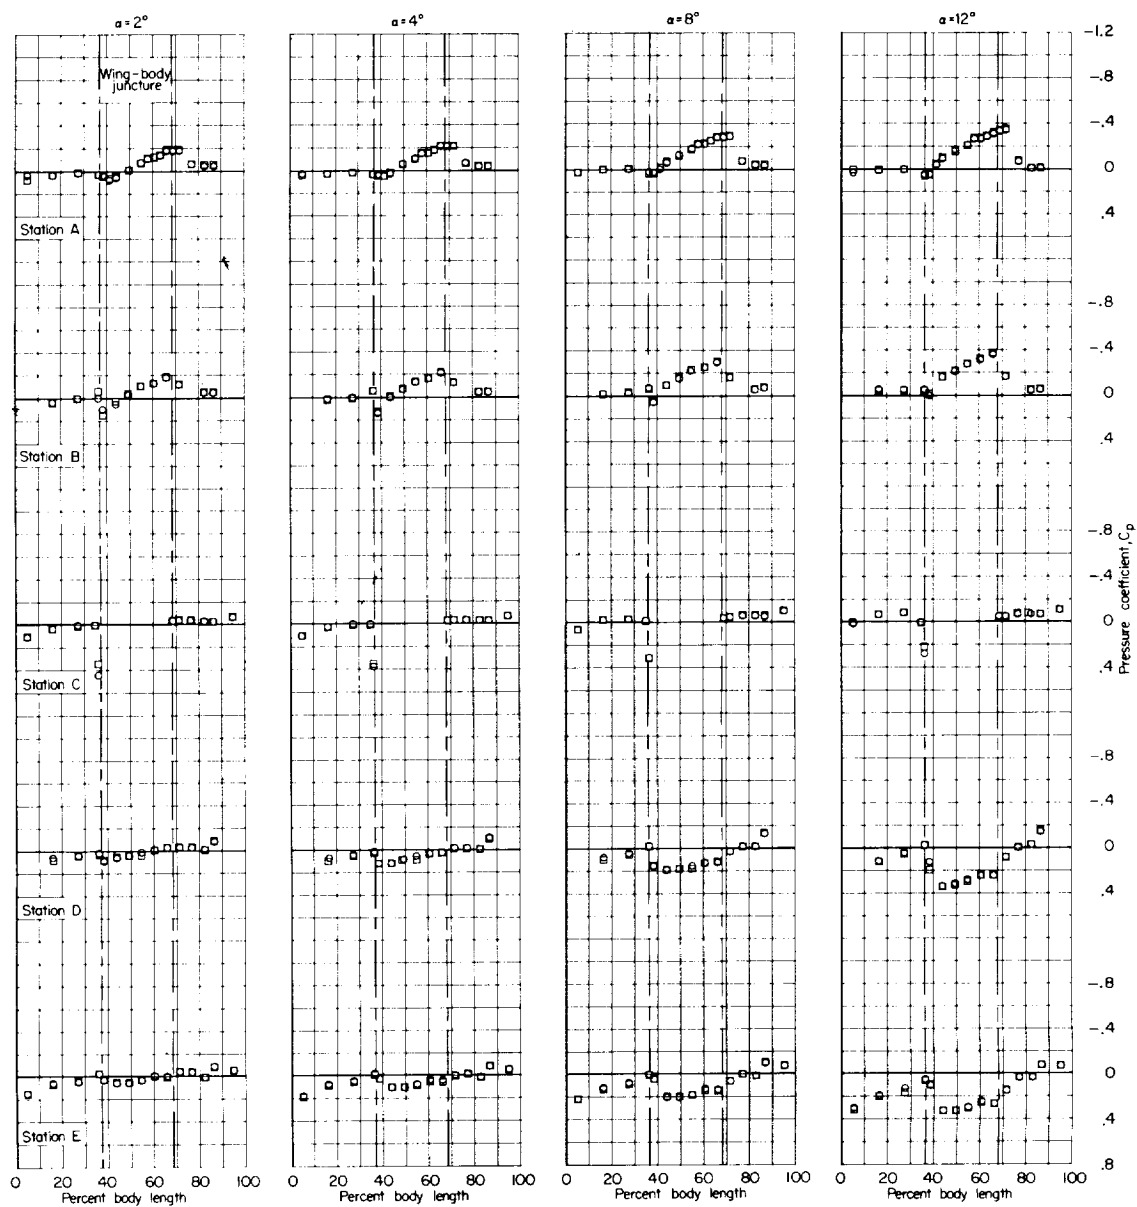 α=2° α=4° α=8° α=12°
-1.2
-.8
Wing-body
juncture
-.4
0
.4
Station A
-.8
-.4
0
.4
Station B
-.8
-.4
0
.4
Station C
Pressure coefficient, Cp
-.8
-.4
0
.4
Station D
-.8
-.4
0
.4
Station E
.8
0 20 40 60 80 100 0 20 40 60 80 100 0 20 40 60 80 100 0 20 40 60 80 100
Percent body length Percent body length Percent body length Percent body length